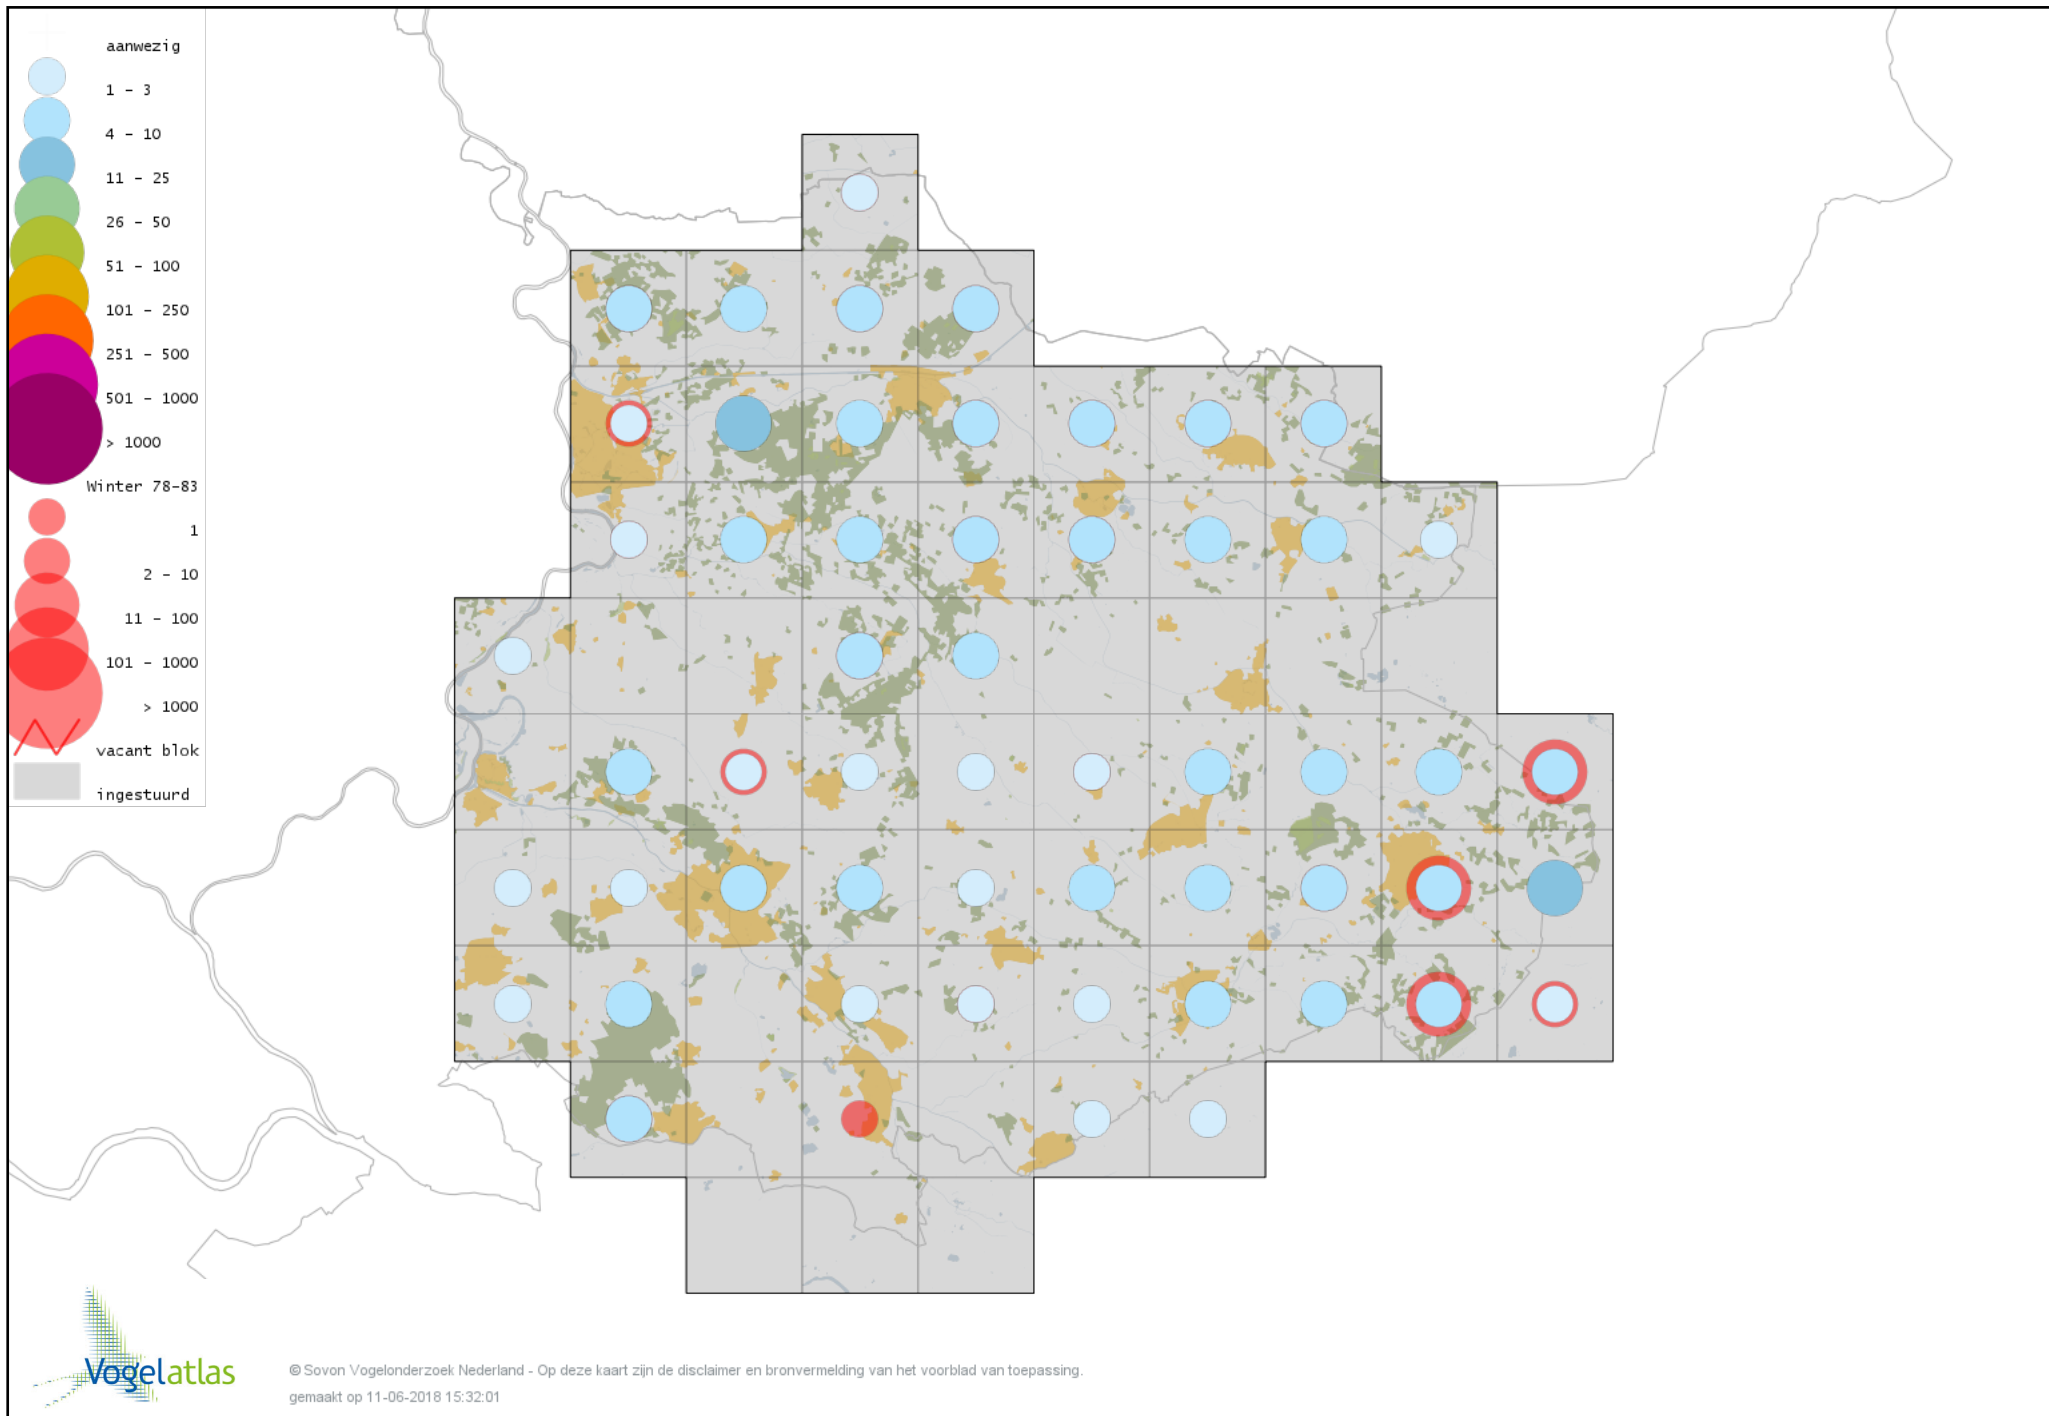 aanwezig
1 - 3
4 - 10
11 - 25
26 - 50
51 - 100
101 - 250
251 - 500
501 - 1000
> 1000
Winter 78-83
1
2 - 10
11 - 100
101 - 1000
> 1000
vacant blok
ingestuurd
Vogelatlas
© Sovon Vogelonderzoek Nederland - Op deze kaart zijn de disclaimer en bronvermelding van het voorblad van toepassing.
gemaakt op 11-06-2018 15:32:01